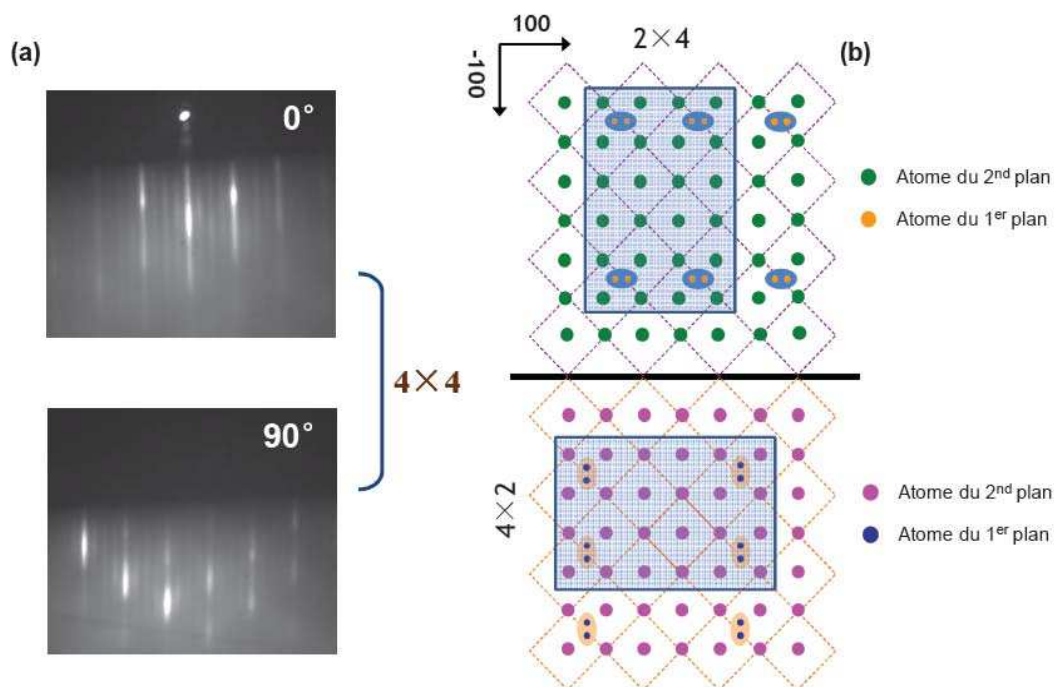 (a)
0°
90°
4×4
100
-100
2×4
(b)
Atome du 2nd plan
Atome du 1er plan
4×2
Atome du 2nd plan
Atome du 1er plan